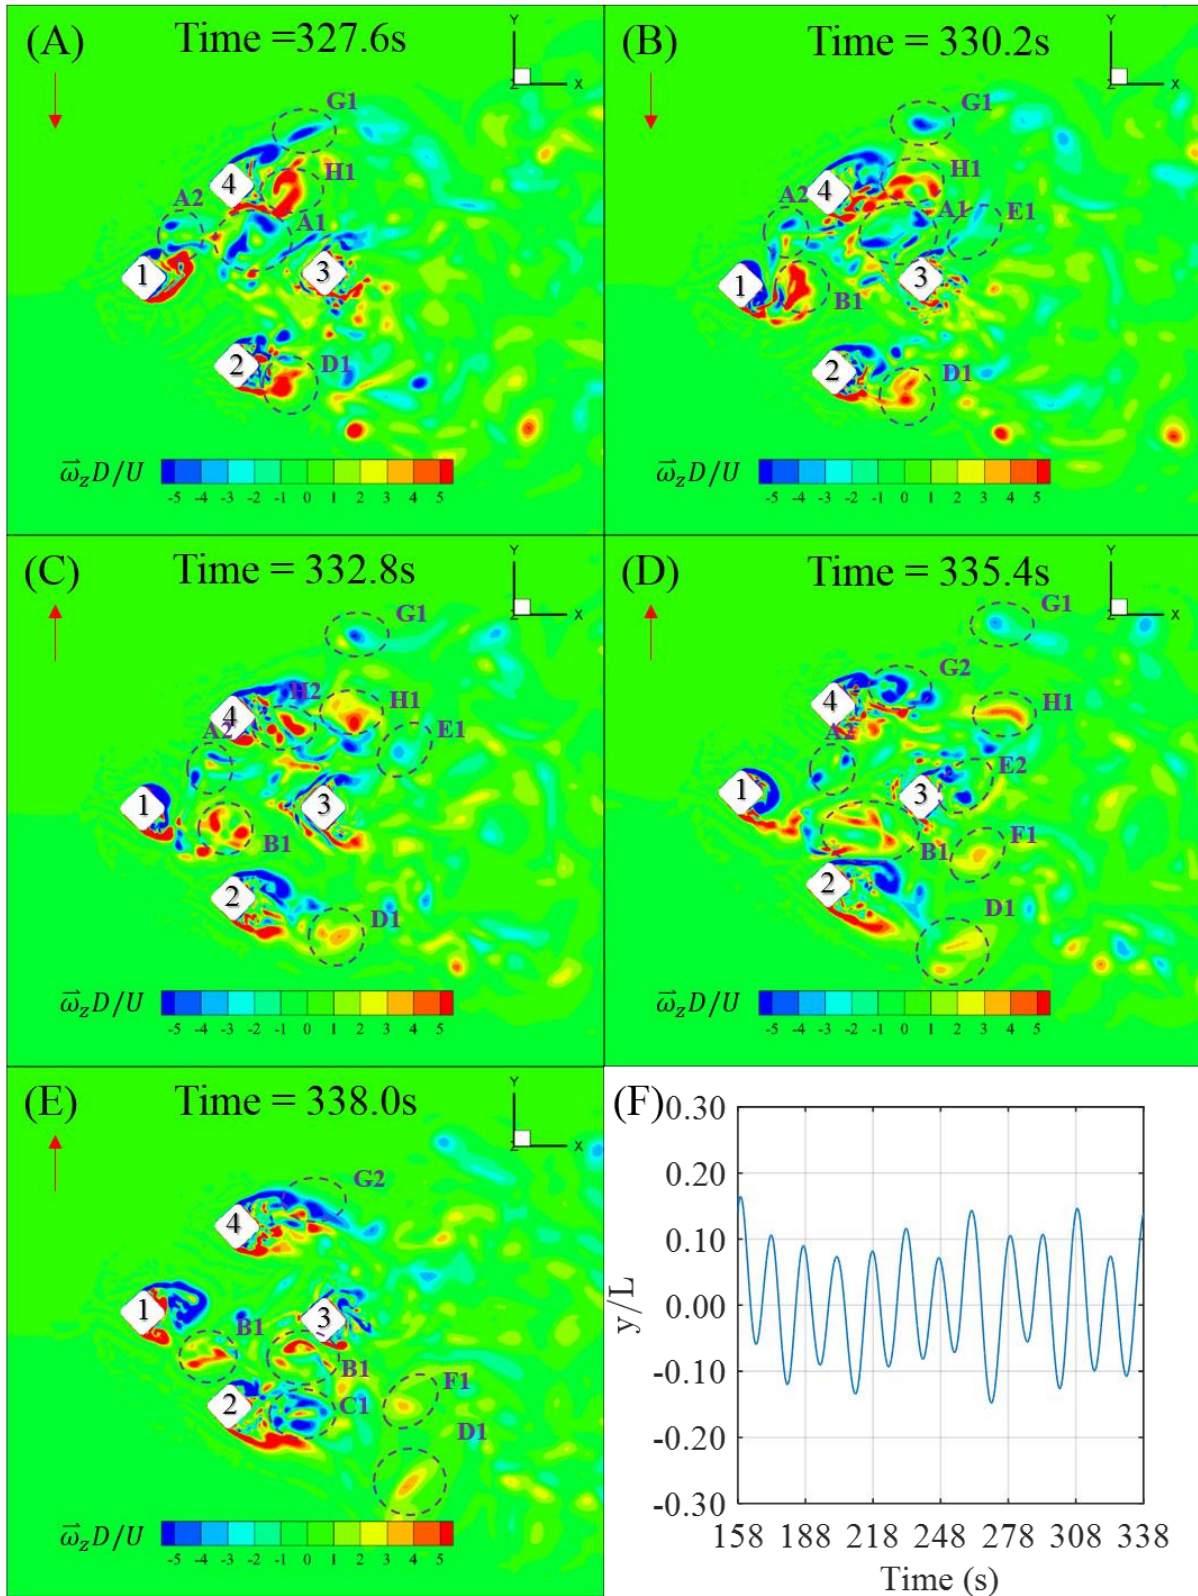 (A)
Time =327.6s
Y
X
Z
G1
4
H1
A2
A1
1
3
2
D1
ω⃗zD/U
-5 -4 -3 -2 -1 0 1 2 3 4 5
(B)
Time = 330.2s
Y
X
Z
G1
4
H1
A2
A1
E1
1
3
B1
2
D1
ω⃗zD/U
-5 -4 -3 -2 -1 0 1 2 3 4 5
(C)
Time = 332.8s
Y
X
Z
G1
H2
H1
4
A2
E1
1
3
B1
2
D1
ω⃗zD/U
-5 -4 -3 -2 -1 0 1 2 3 4 5
(D)
Time = 335.4s
Y
X
Z
G1
G2
4
H1
A2
E2
1
3
F1
B1
2
D1
ω⃗zD/U
-5 -4 -3 -2 -1 0 1 2 3 4 5
(E)
Time = 338.0s
Y
X
Z
G2
4
1
3
B1
B1
F1
2
C1
D1
ω⃗zD/U
-5 -4 -3 -2 -1 0 1 2 3 4 5
(F)
0.30
0.20
0.10
0.00
-0.10
-0.20
-0.30
y/L
158 188 218 248 278 308 338
Time (s)